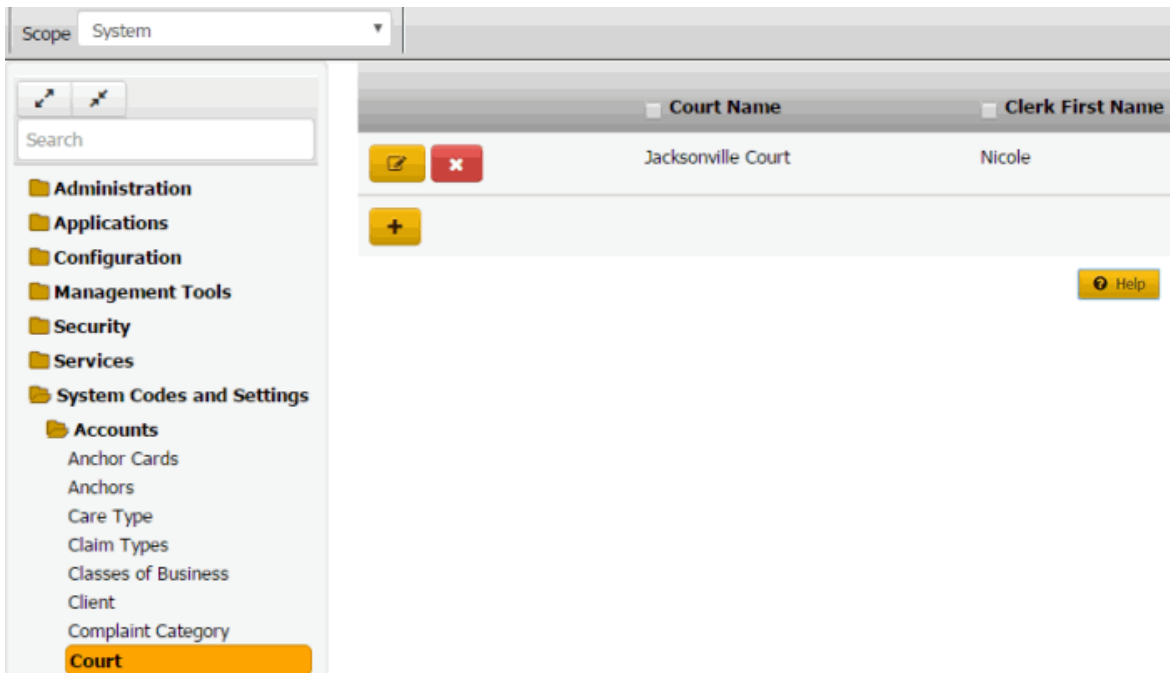 Scope System
Court Name Clerk First Name
Search
Jacksonville Court Nicole
Administration
Applications
Configuration
Management Tools
Help
Security
Services
System Codes and Settings
Accounts
Anchor Cards
Anchors
Care Type
Claim Types
Classes of Business
Client
Complaint Category
Court